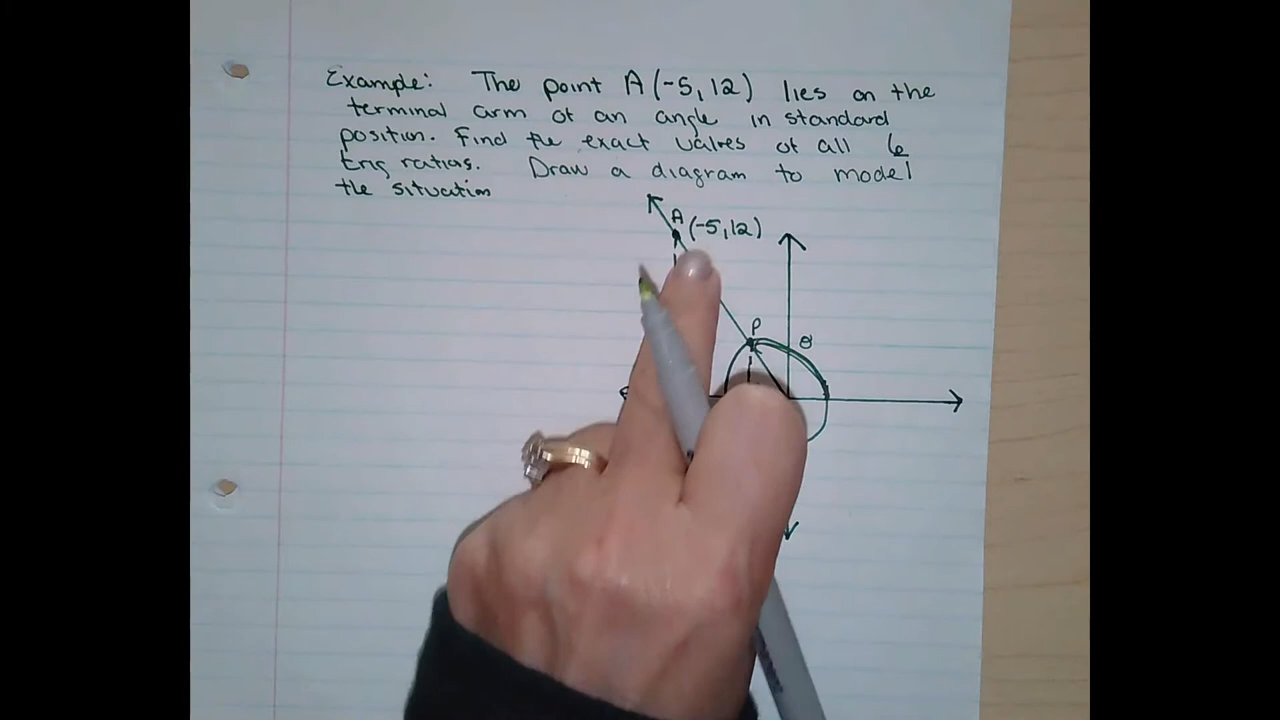 Example: The point A(-5,12) lies on the
terminal arm of an angle in standard
position. Find the exact values of all 6
trig ratios. Draw a diagram to model
the situation
A
(-5,12)
P
θ